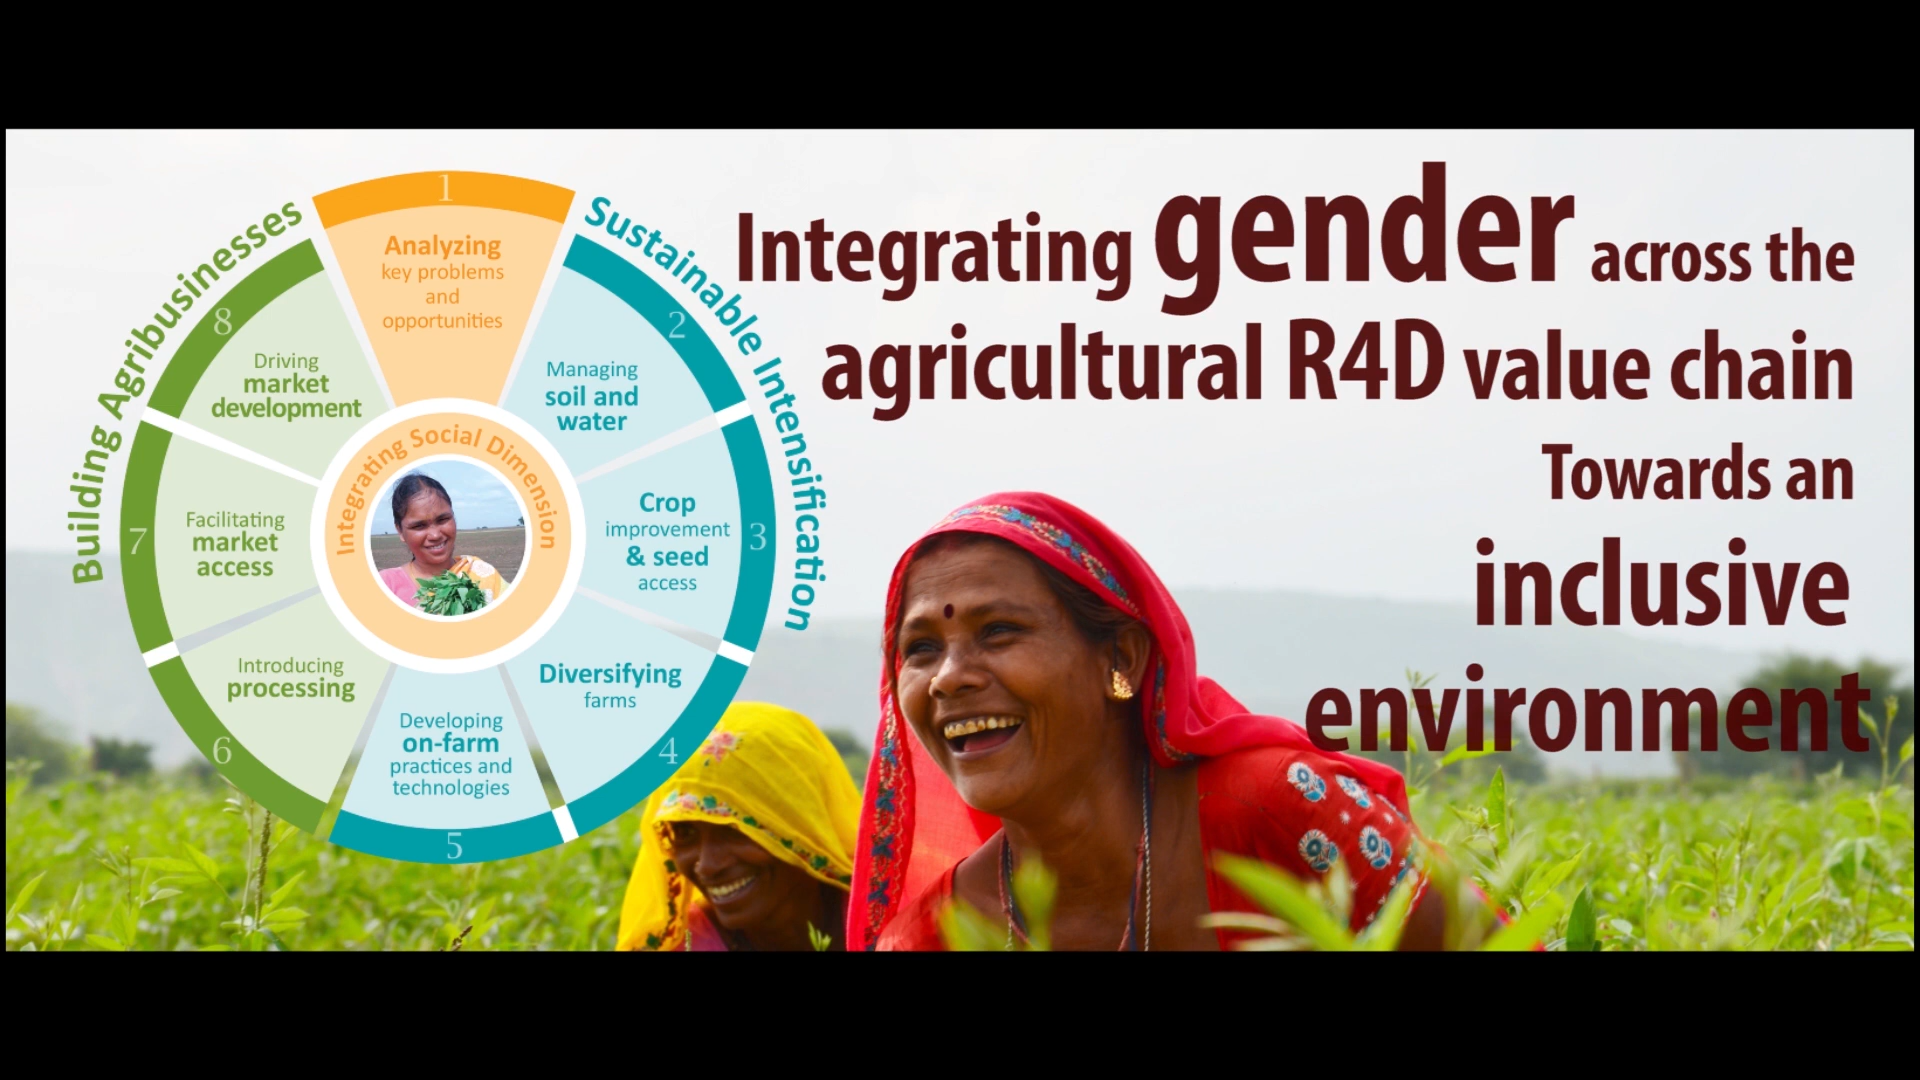 Building Agribusinesses
Sustainable Intensification
1
Analyzing
key problems
and
opportunities
2
Managing
soil and
water
3
Crop
improvement
& seed
access
4
Diversifying
farms
5
Developing
on-farm
practices and
technologies
6
Introducing
processing
7
Facilitating
market
access
8
Driving
market
development
Integrating Social Dimension
Integrating gender across the
agricultural R4D value chain
Towards an
inclusive
environment